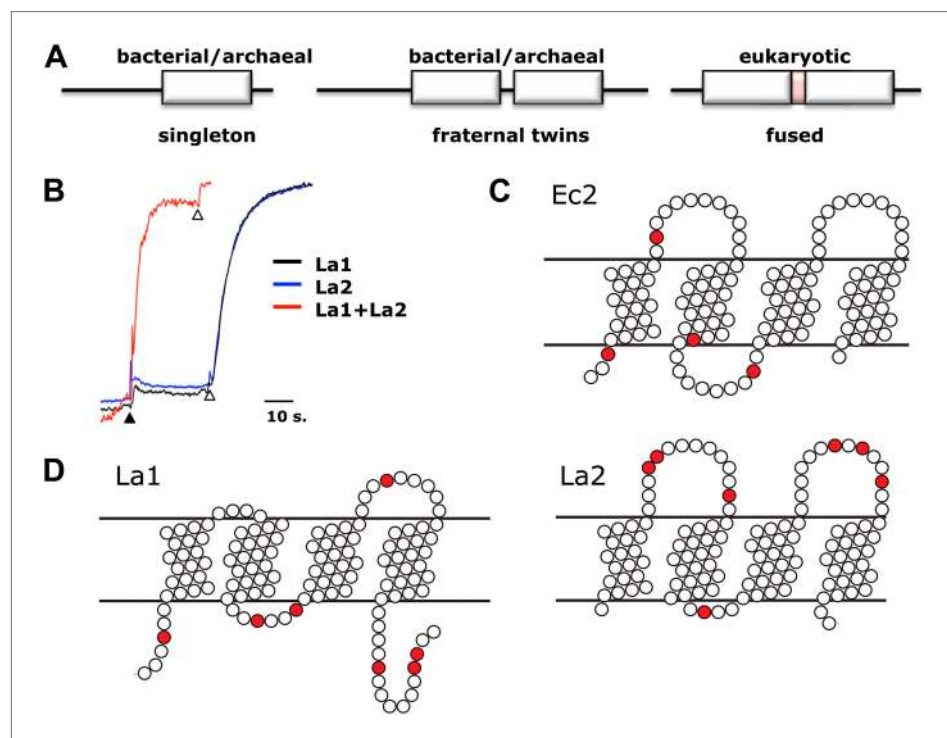 A
bacterial/archaeal
bacterial/archaeal
eukaryotic
singleton
fraternal twins
fused
B
La1
La2
La1+La2
10 s.
C
Ec2
D
La1
La2